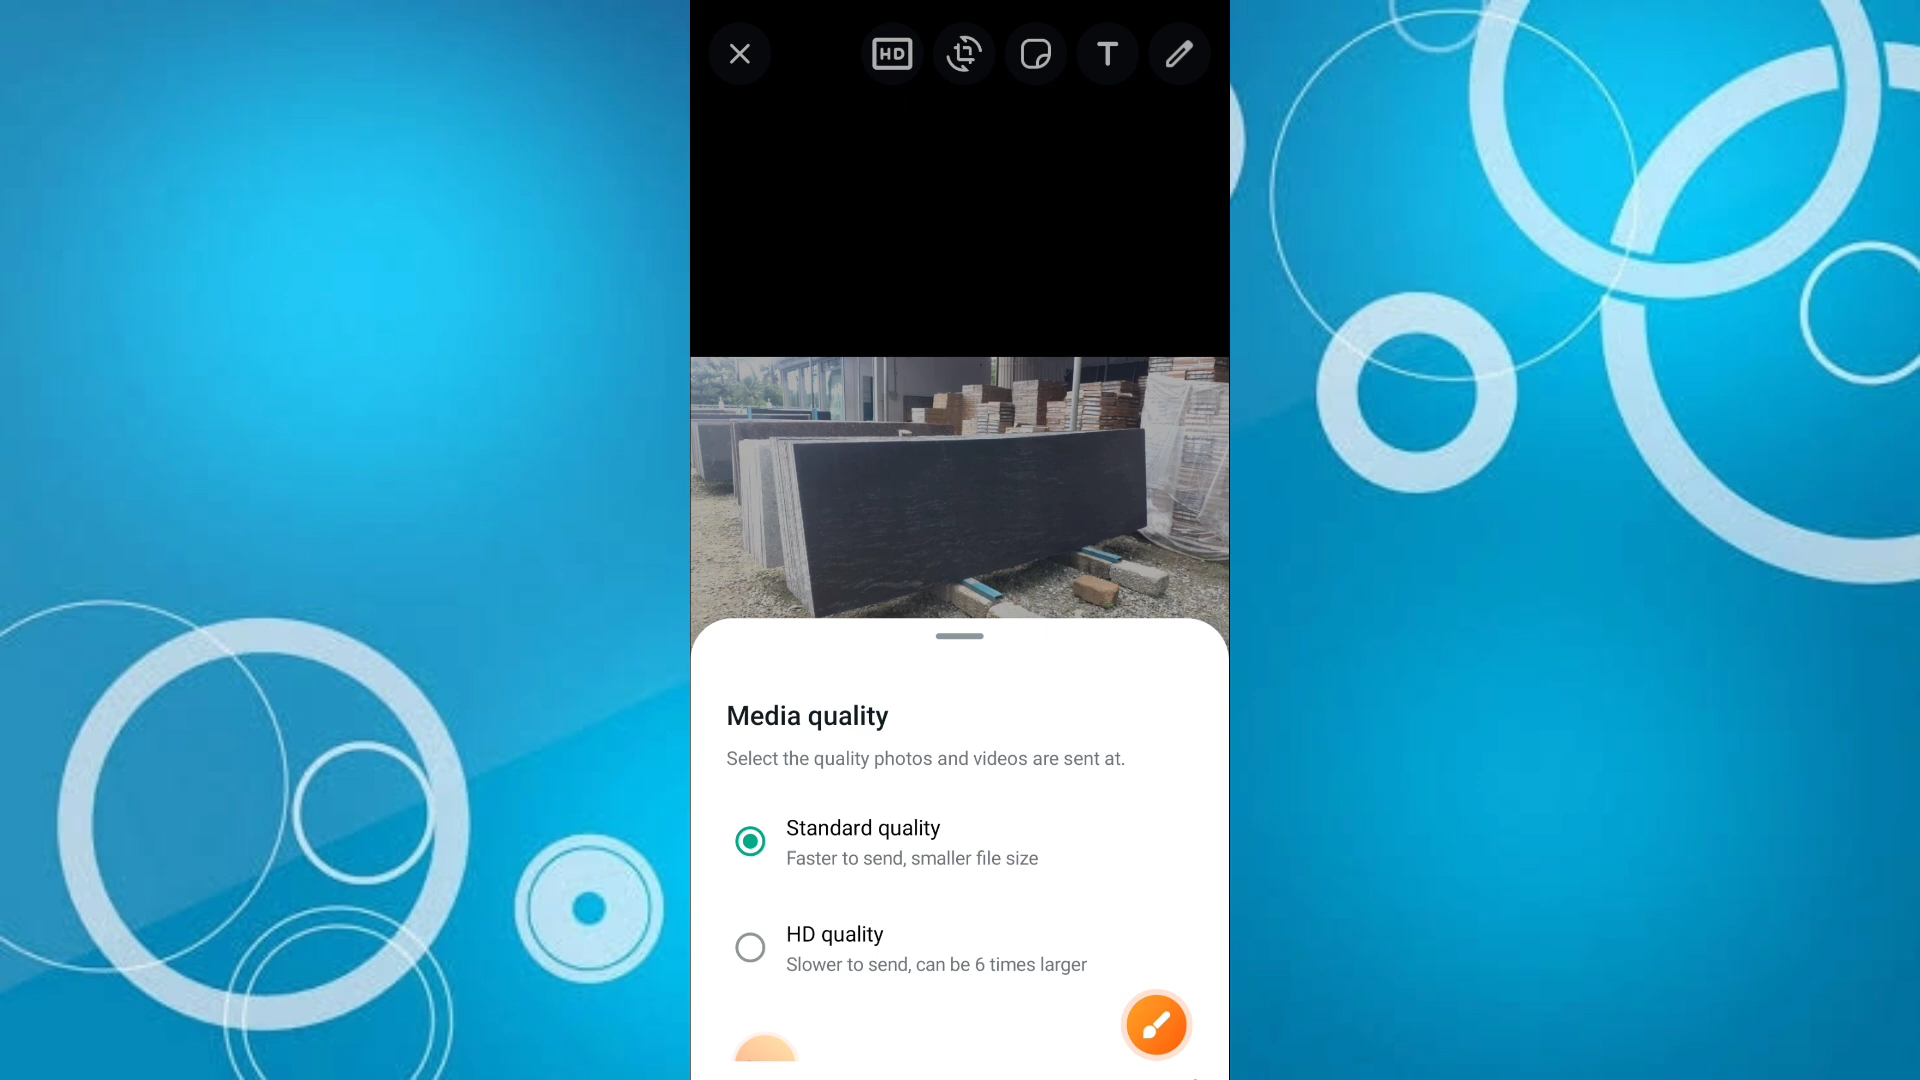 HD
T
Media quality
Select the quality photos and videos are sent at.
Standard quality
Faster to send, smaller file size
HD quality
Slower to send, can be 6 times larger